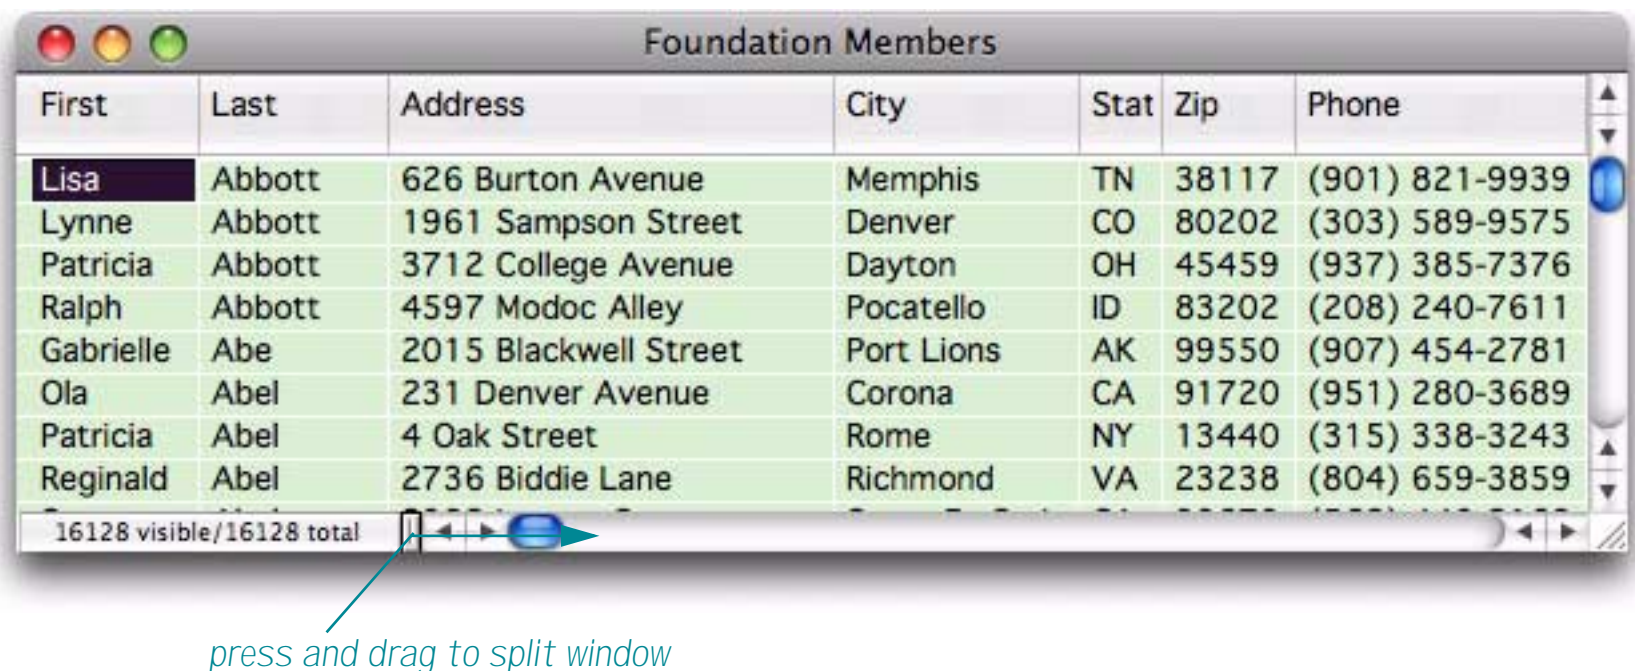 Foundation Members
First Last Address City Stat Zip Phone
Lisa Abbott 626 Burton Avenue Memphis TN 38117 (901) 821-9939
Lynne Abbott 1961 Sampson Street Denver CO 80202 (303) 589-9575
Patricia Abbott 3712 College Avenue Dayton OH 45459 (937) 385-7376
Ralph Abbott 4597 Modoc Alley Pocatello ID 83202 (208) 240-7611
Gabrielle Abe 2015 Blackwell Street Port Lions AK 99550 (907) 454-2781
Ola Abel 231 Denver Avenue Corona CA 91720 (951) 280-3689
Patricia Abel 4 Oak Street Rome NY 13440 (315) 338-3243
Reginald Abel 2736 Biddie Lane Richmond VA 23238 (804) 659-3859
16128 visible/16128 total
press and drag to split window